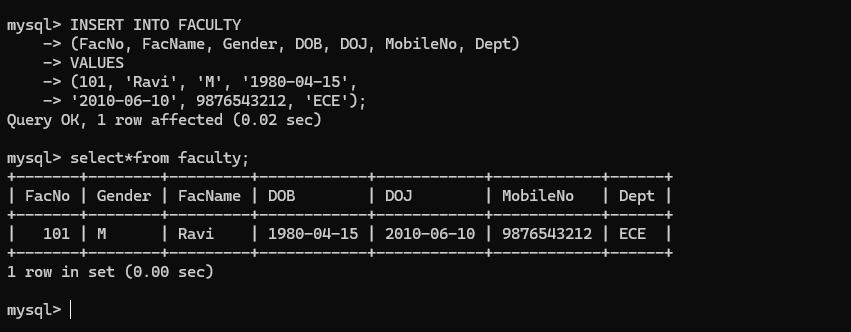 mysql> INSERT INTO FACULTY
    -> (FacNo, FacName, Gender, DOB, DOJ, MobileNo, Dept)
    -> VALUES
    -> (101, 'Ravi', 'M', '1980-04-15',
    -> '2010-06-10', 9876543212, 'ECE');
Query OK, 1 row affected (0.02 sec)

mysql> select*from faculty;
+-------+--------+---------+------------+------------+------------+------+
| FacNo | Gender | FacName | DOB        | DOJ        | MobileNo   | Dept |
+-------+--------+---------+------------+------------+------------+------+
|   101 | M      | Ravi    | 1980-04-15 | 2010-06-10 | 9876543212 | ECE  |
+-------+--------+---------+------------+------------+------------+------+
1 row in set (0.00 sec)

mysql>